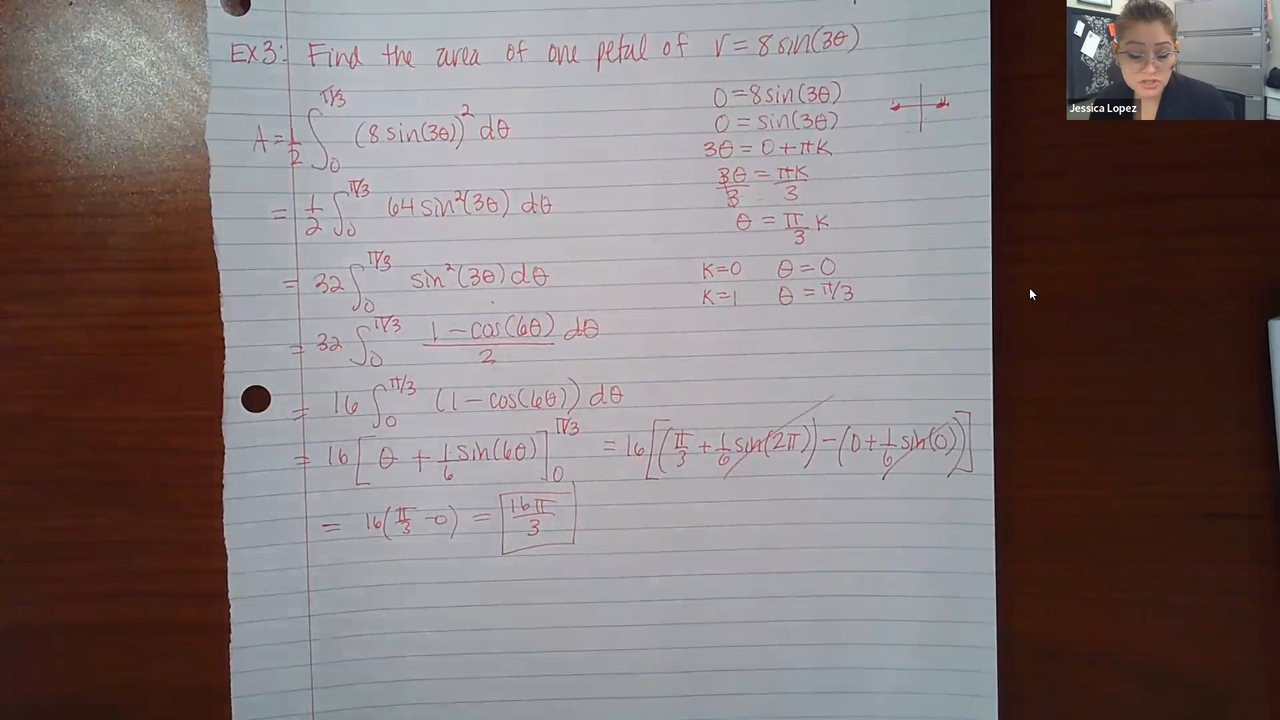 EX3: Find the area of one petal of r = 8 sin(3θ)
A = 1/2 ∫₀^{π/3} (8 sin(3θ))² dθ
= 1/2 ∫₀^{π/3} 64 sin²(3θ) dθ
= 32 ∫₀^{π/3} sin²(3θ) dθ
= 32 ∫₀^{π/3} (1 − cos(6θ))/2 dθ
= 16 ∫₀^{π/3} (1 − cos(6θ)) dθ
= 16 [θ + 1/6 sin(6θ)]₀^{π/3} = 16 [(π/3 + 1/6 sin(2π)) − (0 + 1/6 sin(0))]
= 16(π/3 − 0) = 16π/3
0 = 8 sin(3θ)
0 = sin(3θ)
3θ = 0 + πK
3θ/3 = πK/3
θ = π/3 K
K=0 θ = 0
K=1 θ = π/3
Jessica Lopez